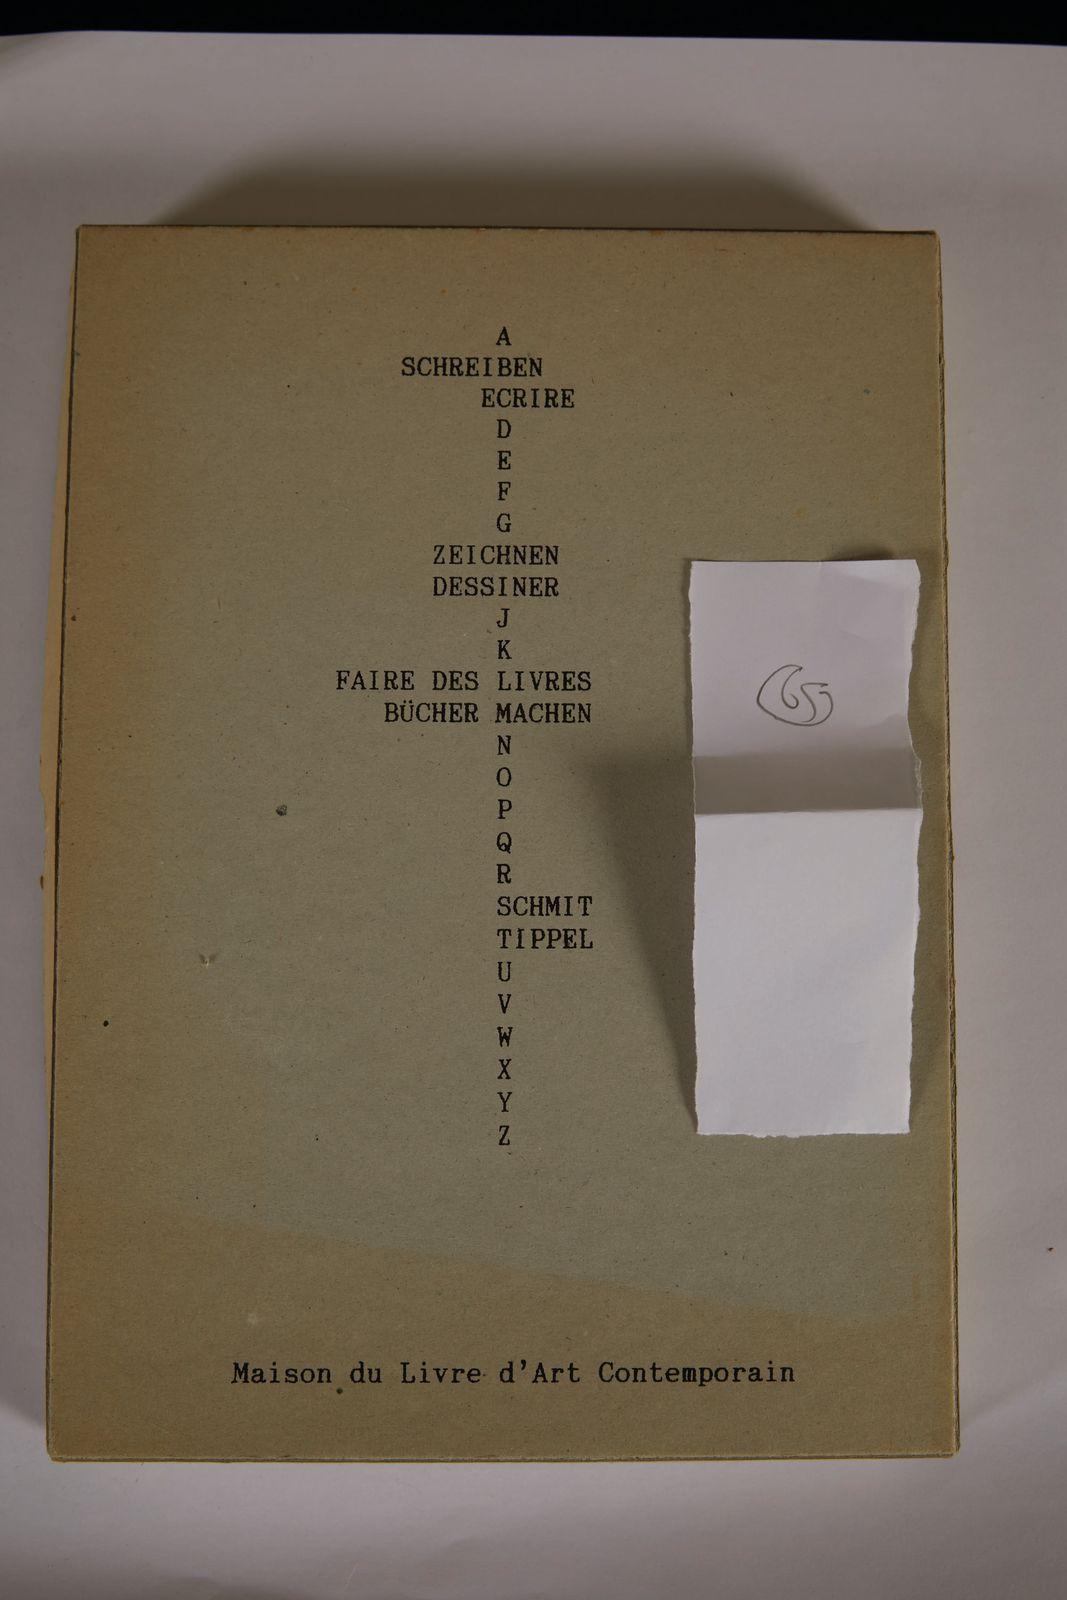 A
SCHREIBEN
ECRIRE
D
E
F
G
ZEICHNEN
DESSINER
J
K
FAIRE DES LIVRES
BÜCHER MACHEN
N
O
P
Q
R
SCHMIT
TIPPEL
U
V
W
X
Y
Z
65
Maison du Livre d'Art Contemporain